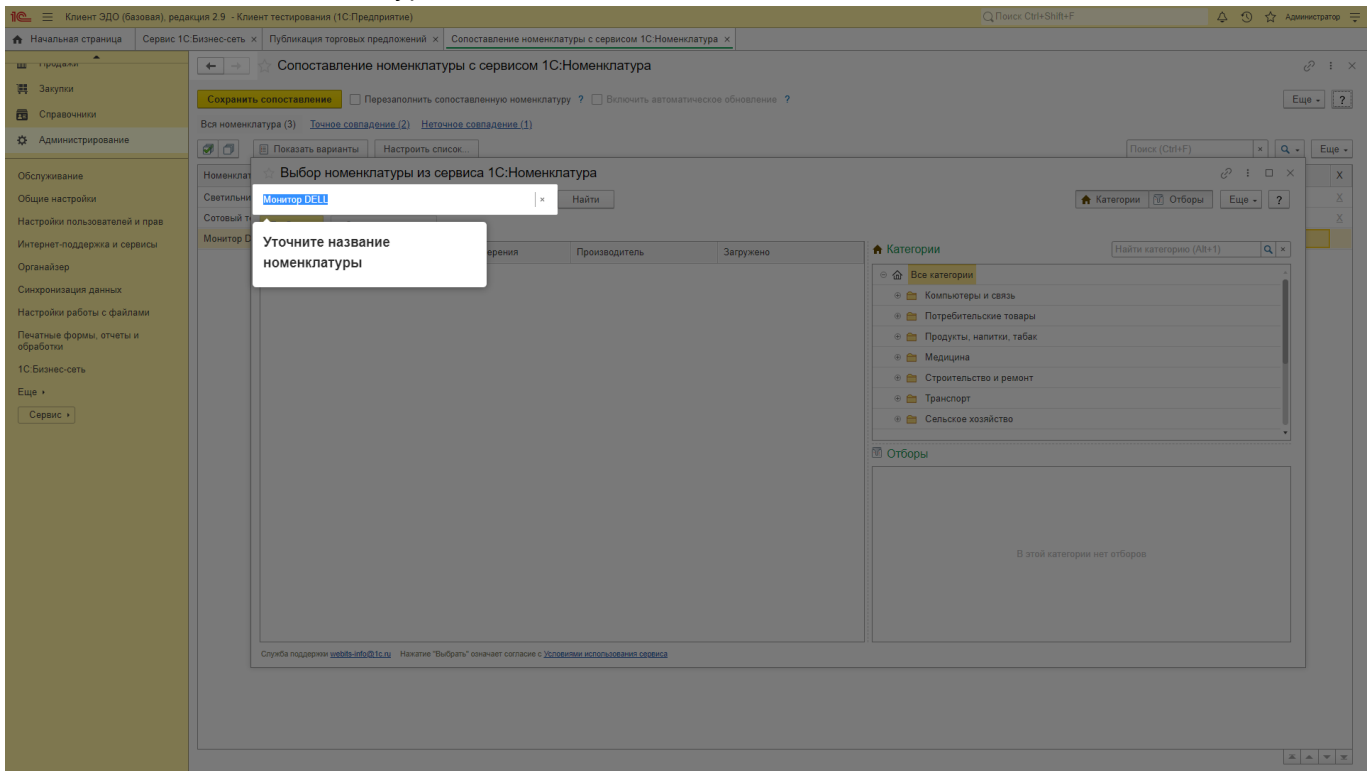 1С Клиент ЭДО (базовая), редакция 2.9 - Клиент тестирования (1С:Предприятие) Поиск Ctrl+Shift+F Администратор
Начальная страница Сервис 1С:Бизнес-сеть × Публикация торговых предложений × Сопоставление номенклатуры с сервисом 1С:Номенклатура ×
Продажи
Закупки
Справочники
Администрирование
Обслуживание
Общие настройки
Настройки пользователей и прав
Интернет-поддержка и сервисы
Органайзер
Синхронизация данных
Настройки работы с файлами
Печатные формы, отчеты и
обработки
1С:Бизнес-сеть
Еще
Сервис
Сопоставление номенклатуры с сервисом 1С:Номенклатура
Сохранить сопоставление Перезаполнить сопоставленную номенклатуру ? Включить автоматическое обновление ? Еще ?
Вся номенклатура (3) Точное совпадение (2) Неточное совпадение (1)
Показать варианты Настроить список... Поиск (Ctrl+F) × Еще
Номенклат X
Светильни X
Сотовый т X
Монитор D
Выбор номенклатуры из сервиса 1С:Номенклатура
Монитор DELL × Найти Категории Отборы Еще ?
Уточните название
номенклатуры
ерения Производитель Загружено
Категории Найти категорию (Alt+1) ×
Все категории
Компьютеры и связь
Потребительские товары
Продукты, напитки, табак
Медицина
Строительство и ремонт
Транспорт
Сельское хозяйство
Отборы
В этой категории нет отборов
Служба поддержки webits-info@1c.ru Нажатие "Выбрать" означает согласие с Условиями использования сервиса